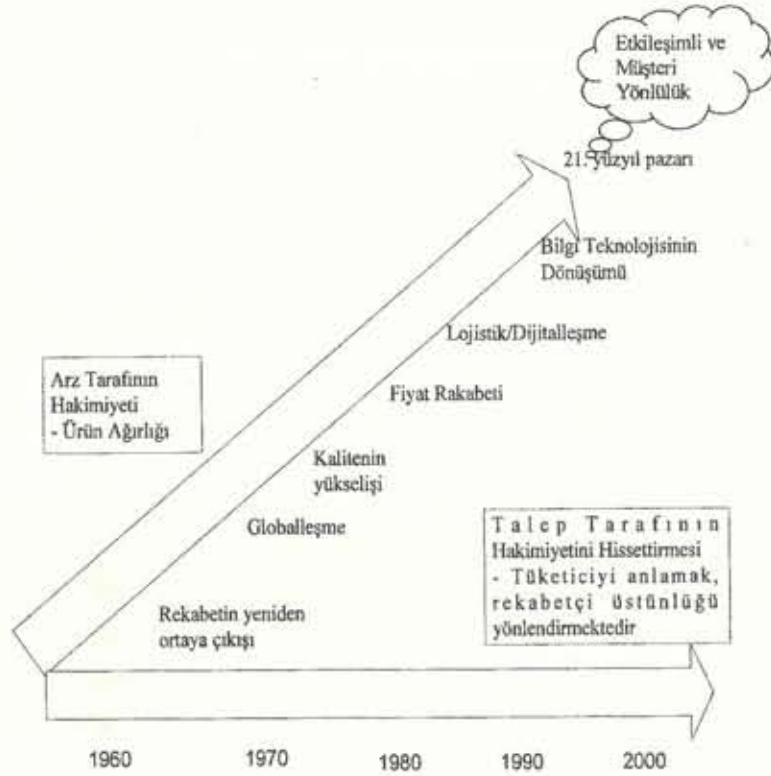 Etkileşimli ve
Müşteri
Yönlülük
21. yüzyıl pazarı
Bilgi Teknolojisinin
Dönüşümü
Lojistik/Dijitalleşme
Fiyat Rakabeti
Arz Tarafının
Hakimiyeti
- Ürün Ağırlığı
Kalitenin
yükselişi
Globalleşme
Talep Tarafının
Hakimiyetini Hissettirmesi
- Tüketiciyi anlamak,
rekabetçi üstünlüğü
yönlendirmektedir
Rekabetin yeniden
ortaya çıkışı
1960 1970 1980 1990 2000